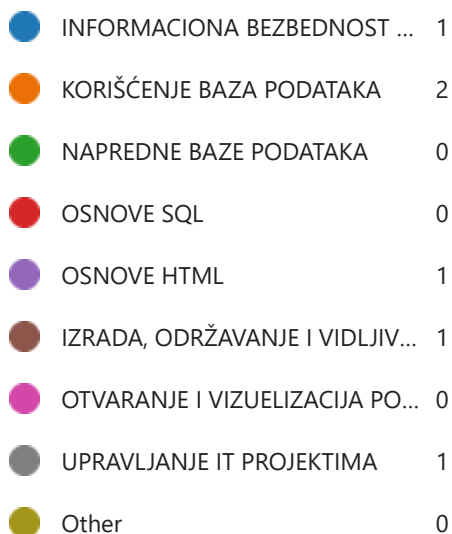 INFORMACIONA BEZBEDNOST ... 1
KORIŠĆENJE BAZA PODATAKA 2
NAPREDNE BAZE PODATAKA 0
OSNOVE SQL 0
OSNOVE HTML 1
IZRADA, ODRŽAVANJE I VIDLJIV... 1
OTVARANJE I VIZUELIZACIJA PO... 0
UPRAVLJANJE IT PROJEKTIMA 1
Other 0